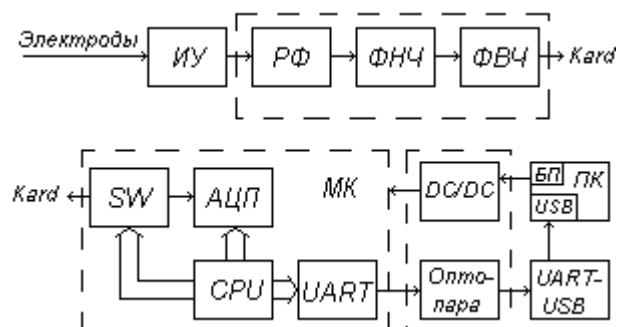 Электроды
ИУ
РФ
ФНЧ
ФВЧ
Kard
Kard
SW
АЦП
МК
DC/DC
БП
ПК
USB
CPU
UART
Опто-
пара
UART-
USB